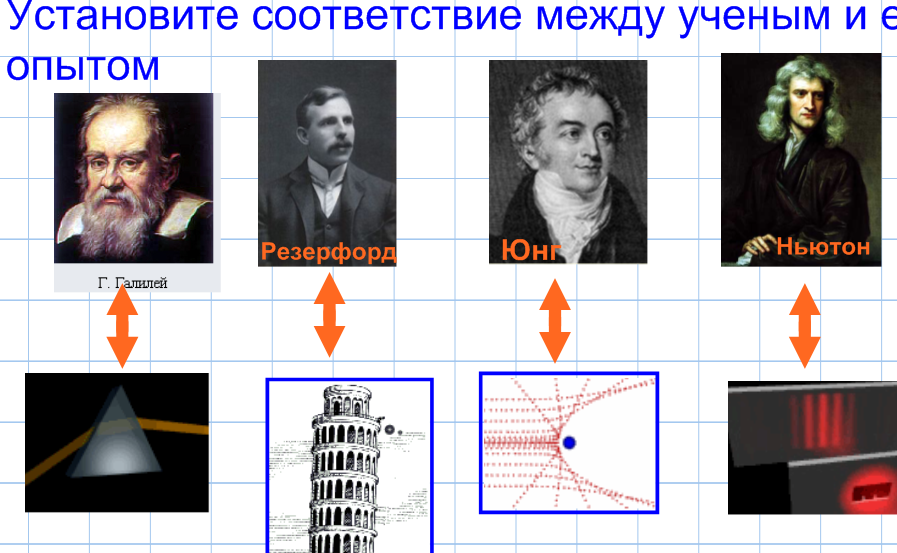 Установите соответствие между ученым и е
опытом
Резерфорд
Юнг
Ньютон
Г. Галилей